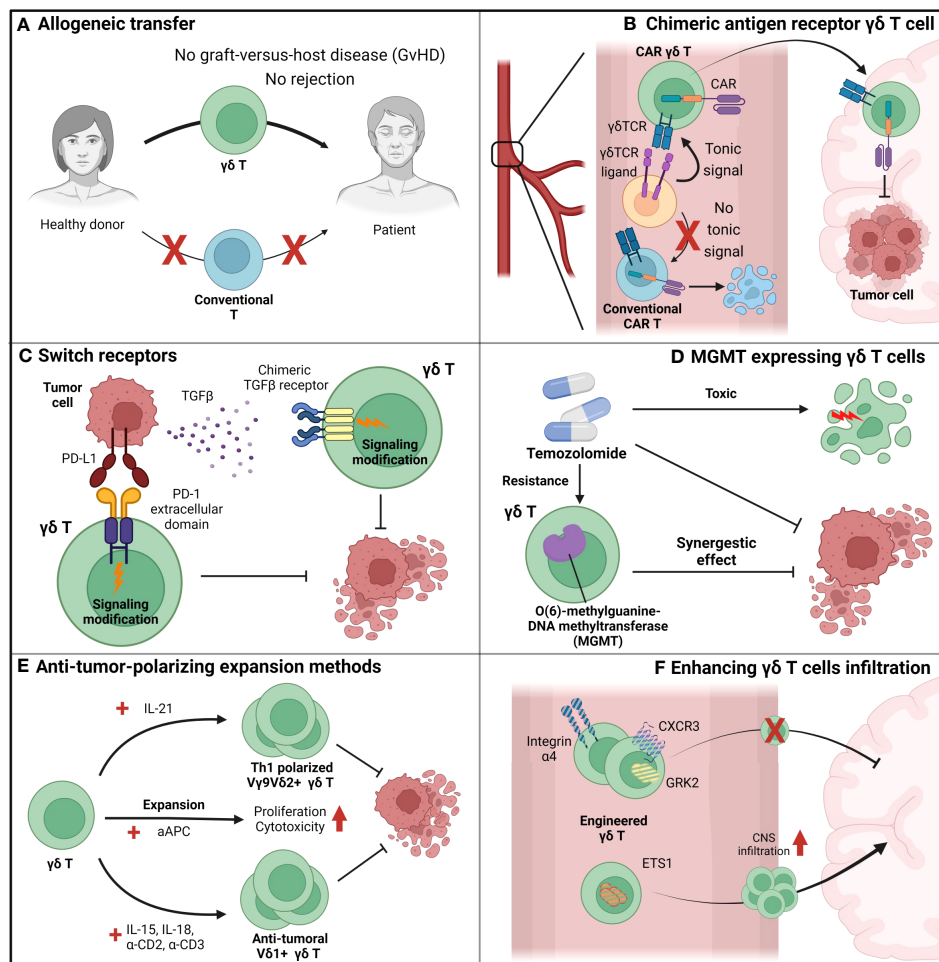 A Allogeneic transfer
No graft-versus-host disease (GvHD)
No rejection
γδ T
Healthy donor
Patient
X
X
Conventional
T
B Chimeric antigen receptor γδ T cell
CAR γδ T
CAR
γδTCR
γδTCR
ligand
Tonic
signal
No
tonic
signal
X
Conventional
CAR T
Tumor cell
C Switch receptors
Tumor
cell
TGFβ
Chimeric
TGFβ receptor
γδ T
Signaling
modification
PD-L1
PD-1
extracellular
domain
γδ T
Signaling
modification
D MGMT expressing γδ T cells
Toxic
Temozolomide
Resistance
γδ T
Synergestic
effect
O(6)-methylguanine-
DNA methyltransferase
(MGMT)
E Anti-tumor-polarizing expansion methods
+ IL-21
Th1 polarized
Vγ9Vδ2+ γδ T
Expansion
+ aAPC
Proliferation
Cytotoxicity
γδ T
+ IL-15, IL-18,
α-CD2, α-CD3
Anti-tumoral
Vδ1+ γδ T
F Enhancing γδ T cells infiltration
Integrin
α4
CXCR3
GRK2
X
Engineered
γδ T
ETS1
CNS
infiltration